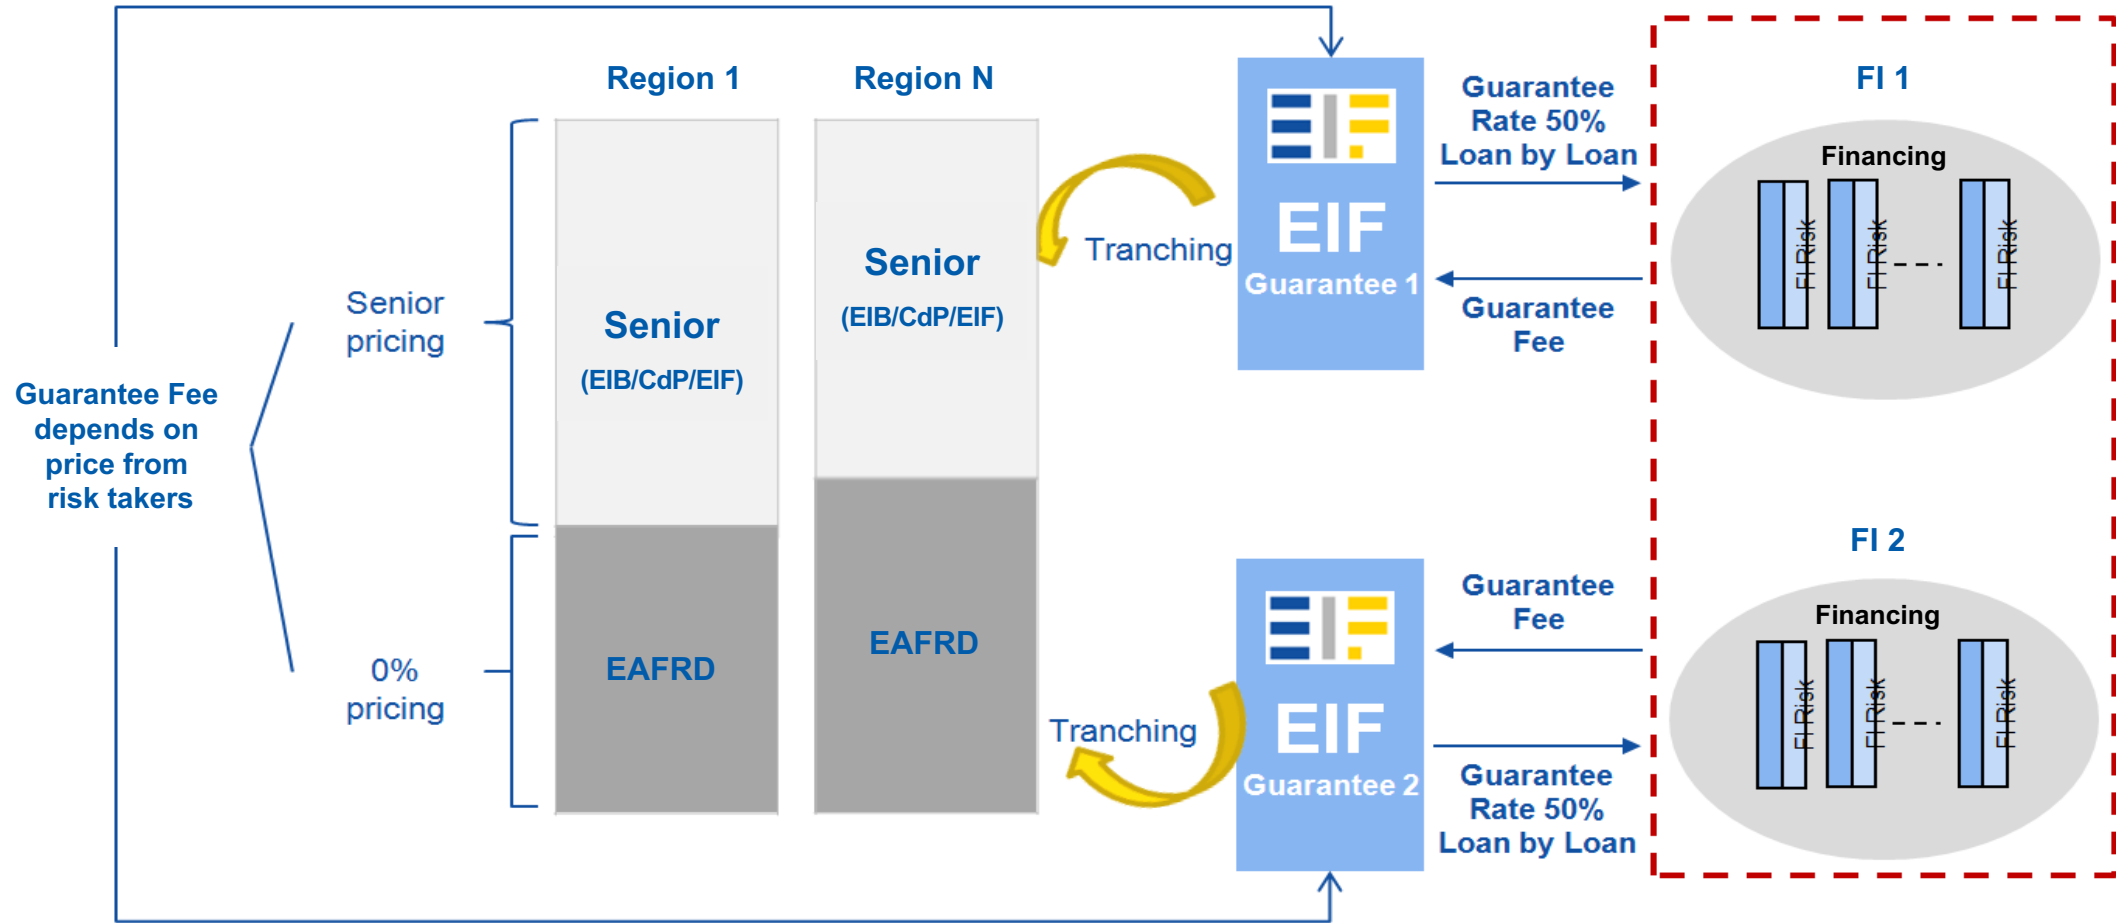 Region 1
Region N
Senior
pricing
0%
pricing
Guarantee Fee
depends on
price from
risk takers
Senior
(EIB/CdP/EIF)
EAFRD
Senior
(EIB/CdP/EIF)
EAFRD
Tranching
Tranching
EIF
Guarantee 1
Guarantee
Rate 50%
Loan by Loan
Guarantee
Fee
FI 1
Financing
FI Risk
FI Risk
FI Risk
EIF
Guarantee 2
Guarantee
Fee
Guarantee
Rate 50%
Loan by Loan
FI 2
Financing
FI Risk
FI Risk
FI Risk